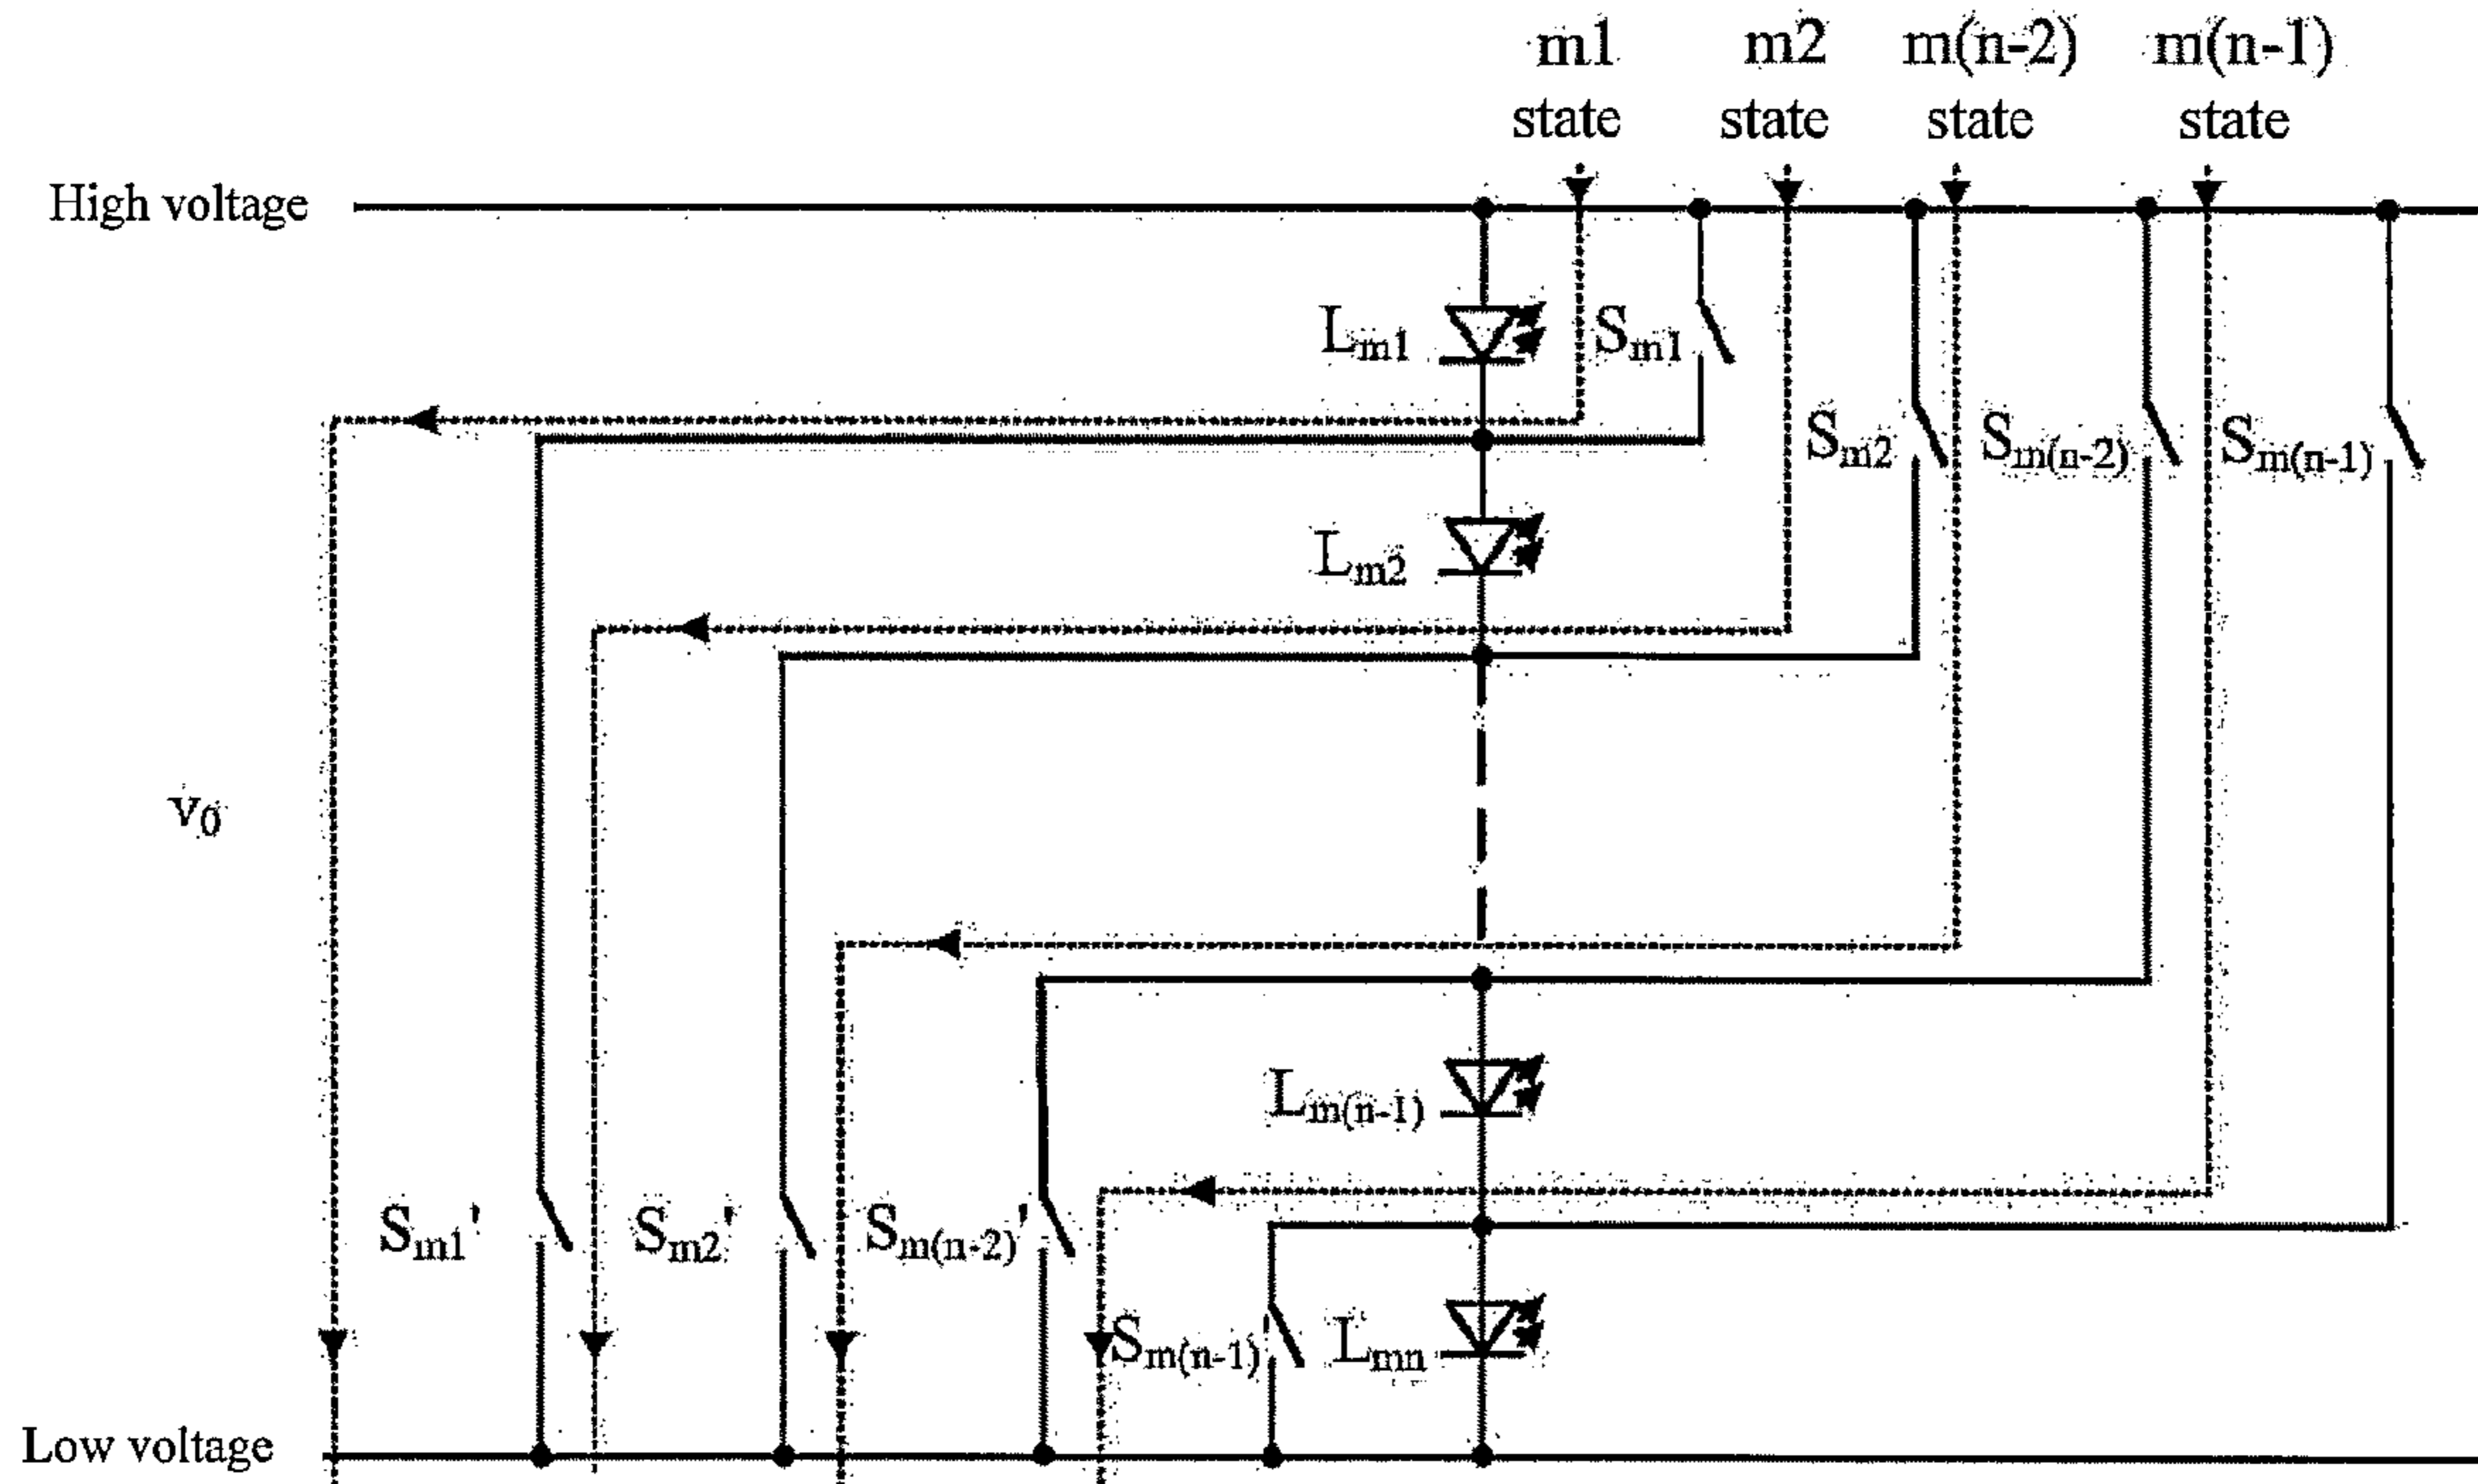 m1 m2 m(n-2) m(n-1)
state state state state
High voltage
Lm1 Sm1
Sm2 Sm(n-2) Sm(n-1)
Lm2
v0
Lm(n-1)
Sm1' Sm2' Sm(n-2)'
Sm(n-1)' Lmn
Low voltage